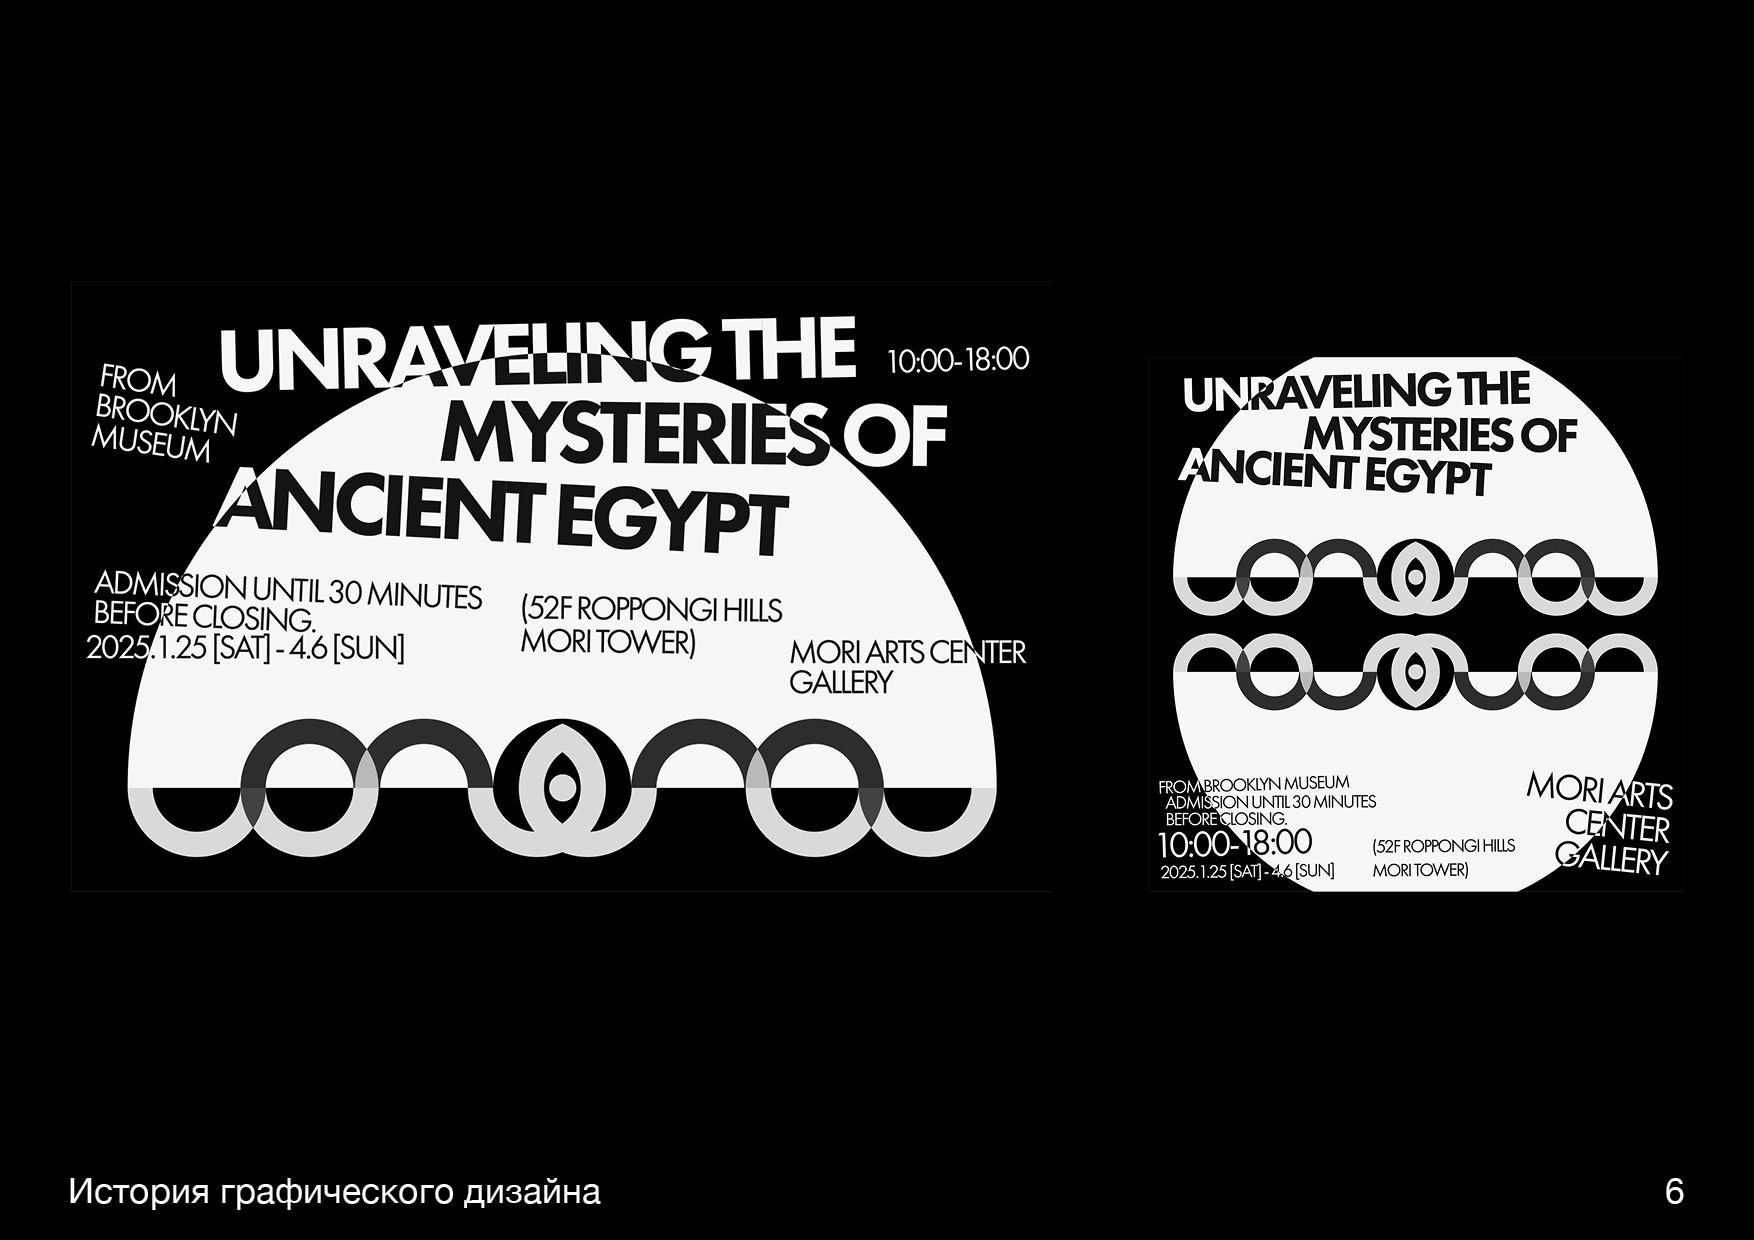 UNRAVELING THE
MYSTERIES OF
ANCIENT EGYPT
10:00-18:00
FROM
BROOKLYN
MUSEUM
ADMISSION UNTIL 30 MINUTES
BEFORE CLOSING.
2025.1.25 [SAT] - 4.6 [SUN]
(52F ROPPONGI HILLS
MORI TOWER)
MORI ARTS CENTER
GALLERY
UNRAVELING THE
MYSTERIES OF
ANCIENT EGYPT
FROM BROOKLYN MUSEUM
ADMISSION UNTIL 30 MINUTES
BEFORE CLOSING.
10:00-18:00
2025.1.25 [SAT] - 4.6 [SUN]
(52F ROPPONGI HILLS
MORI TOWER)
MORI ARTS
CENTER
GALLERY
История графического дизайна
6